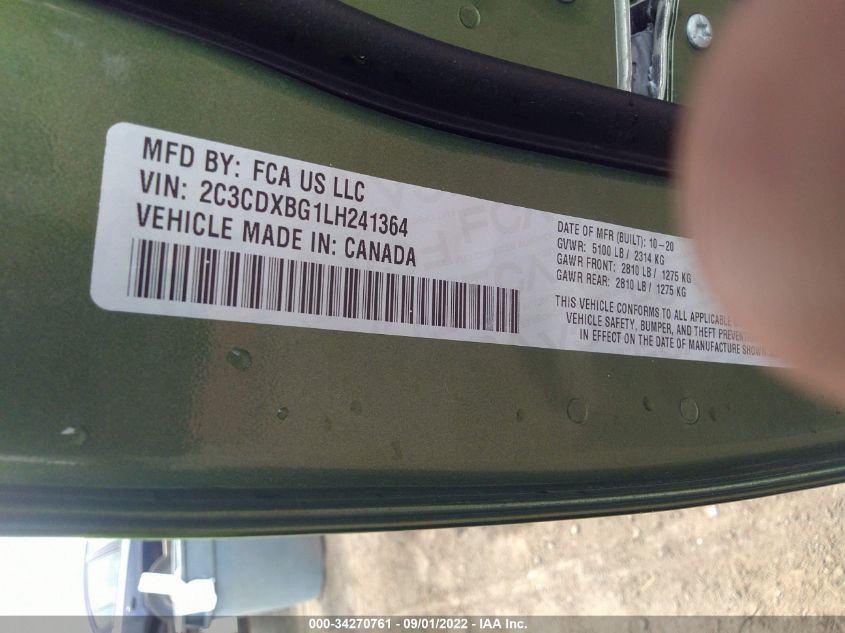 MFD BY: FCA US LLC
VIN: 2C3CDXBG1LH241364
VEHICLE MADE IN: CANADA
DATE OF MFR (BUILT): 10-20
GVWR: 5100 LB / 2314 KG
GAWR FRONT: 2810 LB / 1275 KG
GAWR REAR: 2810 LB / 1275 KG
THIS VEHICLE CONFORMS TO ALL APPLICABLE
VEHICLE SAFETY, BUMPER, AND THEFT
IN EFFECT ON THE DATE OF MANUFACTURE SHOWN
000-34270761 - 09/01/2022 - IAA Inc.